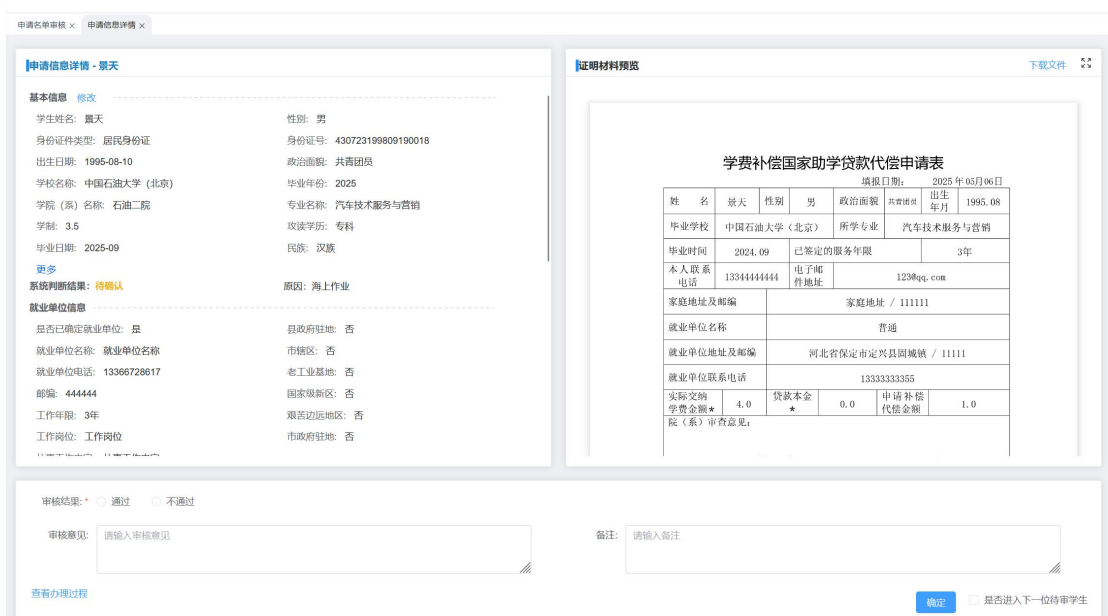 申请名单审核 × 申请信息详情 ×
申请信息详情 - 景天
基本信息 修改
学生姓名: 景天 性别: 男
身份证件类型: 居民身份证 身份证号: 430723199809190018
出生日期: 1995-08-10 政治面貌: 共青团员
学校名称: 中国石油大学（北京） 毕业年份: 2025
学院（系）名称: 石油二院 专业名称: 汽车技术服务与营销
学制: 3.5 攻读学历: 专科
毕业日期: 2025-09 民族: 汉族
更多
系统判断结果: 待确认 原因: 海上作业
就业单位信息
是否已确定就业单位: 是 县政府驻地: 否
就业单位名称: 就业单位名称 市辖区: 否
就业单位电话: 13366728617 老工业基地: 否
邮编: 444444 国家级新区: 否
工作年限: 3年 艰苦边远地区: 否
工作岗位: 工作岗位 市政府驻地: 否
证明材料预览 下载文件
学费补偿国家助学贷款代偿申请表
填报日期: 2025 年 05月06日
姓 名 景天 性别 男 政治面貌 共青团员 出生年月 1995.08
毕业学校 中国石油大学（北京） 所学专业 汽车技术服务与营销
毕业时间 2024.09 已签定的服务年限 3年
本人联系电话 13344444444 电子邮件地址 123@qq.com
家庭地址及邮编 家庭地址 / 111111
就业单位名称 普通
就业单位地址及邮编 河北省保定市定兴县固城镇 / 11111
就业单位联系电话 13333333355
实际交纳学费金额* 4.0 贷款本金* 0.0 申请补偿代偿金额 1.0
院（系）审查意见:
审核结果: * 通过 不通过
审核意见: 请输入审核意见 备注: 请输入备注
查看办理过程 确定 是否进入下一位待审学生